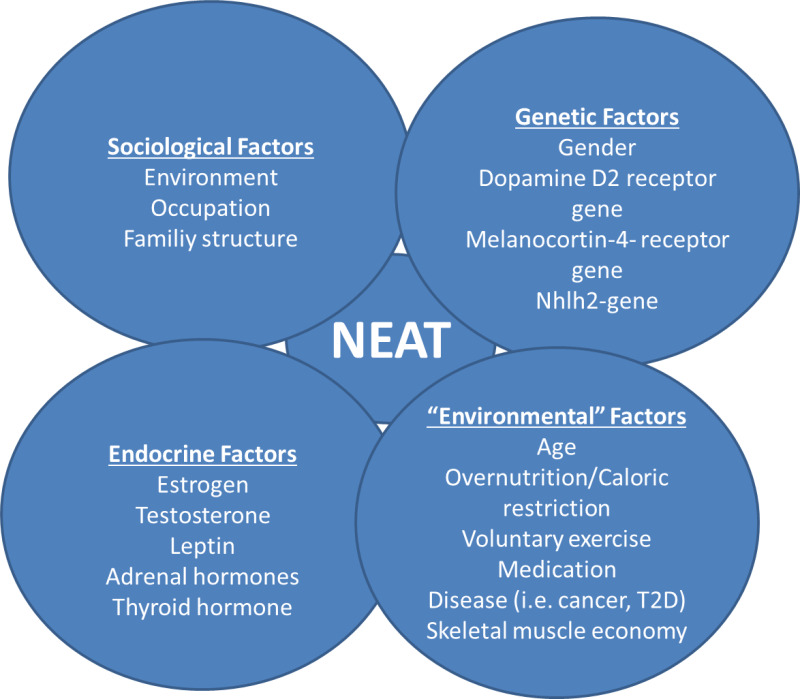 Sociological Factors
Environment
Occupation
Familiy structure
Genetic Factors
Gender
Dopamine D2 receptor
gene
Melanocortin-4- receptor
gene
Nhlh2-gene
NEAT
Endocrine Factors
Estrogen
Testosterone
Leptin
Adrenal hormones
Thyroid hormone
“Environmental” Factors
Age
Overnutrition/Caloric
restriction
Voluntary exercise
Medication
Disease (i.e. cancer, T2D)
Skeletal muscle economy